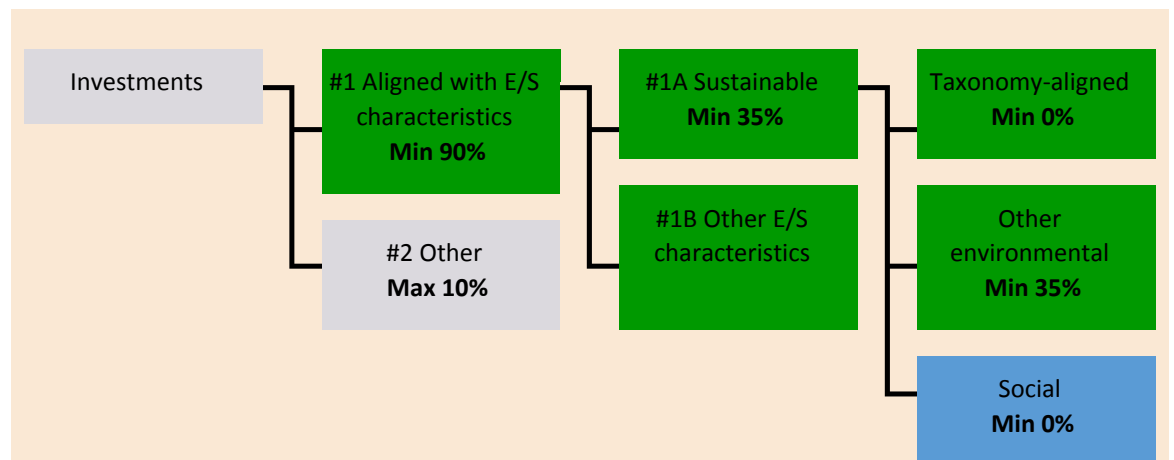 Investments
#1 Aligned with E/S
characteristics
Min 90%
#2 Other
Max 10%
#1A Sustainable
Min 35%
#1B Other E/S
characteristics
Taxonomy-aligned
Min 0%
Other
environmental
Min 35%
Social
Min 0%